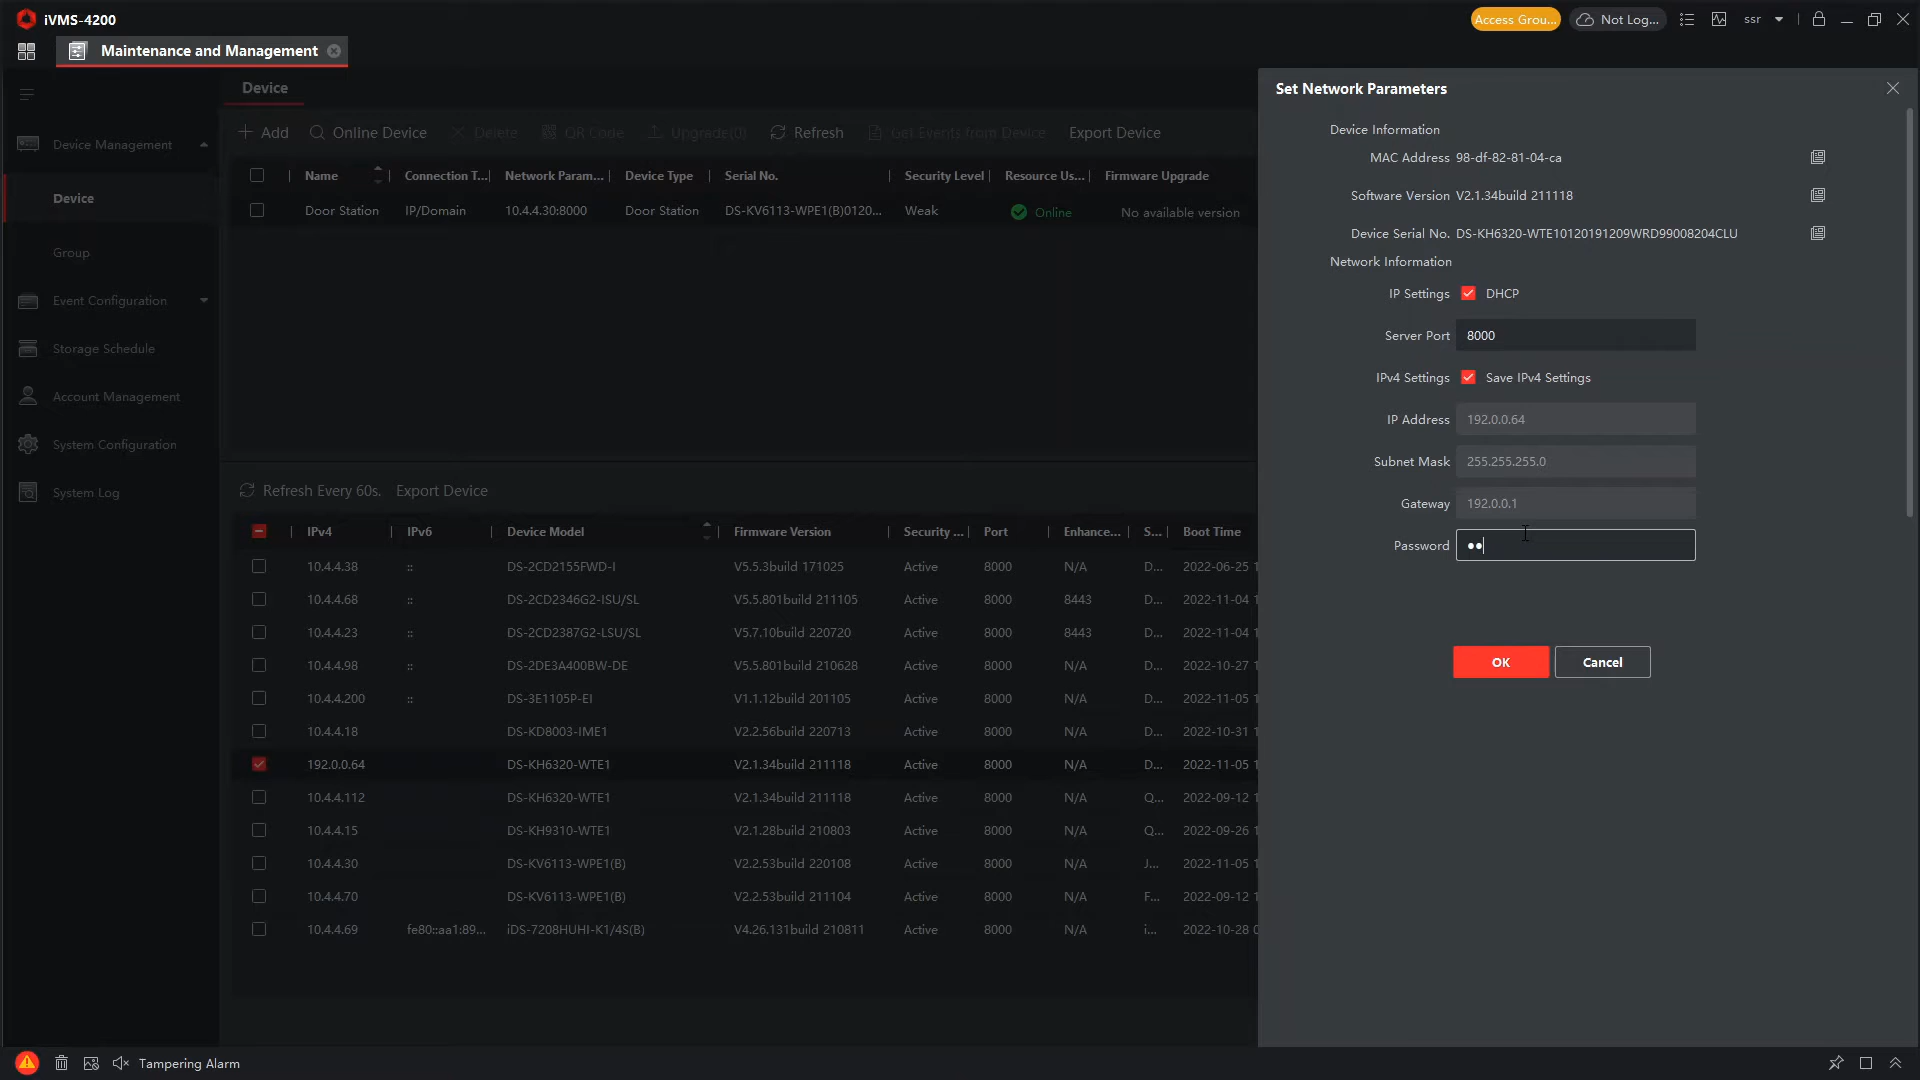 iVMS-4200
Access Grou...
Not Log...
ssr
Maintenance and Management
Device
Add
Online Device
Delete
QR Code
Upgrade(0)
Refresh
Get Events from Device
Export Device
Device Management
Device
Group
Event Configuration
Storage Schedule
Account Management
System Configuration
System Log
Name Connection T... Network Param... Device Type Serial No. Security Level Resource Us... Firmware Upgrade
Door Station IP/Domain 10.4.4.30:8000 Door Station DS-KV6113-WPE1(B)0120... Weak Online No available version
Refresh Every 60s. Export Device
IPv4 IPv6 Device Model Firmware Version Security ... Port Enhance... S... Boot Time
10.4.4.38 :: DS-2CD2155FWD-I V5.5.3build 171025 Active 8000 N/A D... 2022-06-25 1
10.4.4.68 :: DS-2CD2346G2-ISU/SL V5.5.801build 211105 Active 8000 8443 D... 2022-11-04 1
10.4.4.23 :: DS-2CD2387G2-LSU/SL V5.7.10build 220720 Active 8000 8443 D... 2022-11-04 1
10.4.4.98 :: DS-2DE3A400BW-DE V5.5.801build 210628 Active 8000 N/A D... 2022-10-27 1
10.4.4.200 :: DS-3E1105P-EI V1.1.12build 201105 Active 8000 N/A D... 2022-11-05 1
10.4.4.18 DS-KD8003-IME1 V2.2.56build 220713 Active 8000 N/A D... 2022-10-31 1
192.0.0.64 DS-KH6320-WTE1 V2.1.34build 211118 Active 8000 N/A D... 2022-11-05 1
10.4.4.112 DS-KH6320-WTE1 V2.1.34build 211118 Active 8000 N/A Q... 2022-09-12 1
10.4.4.15 DS-KH9310-WTE1 V2.1.28build 210803 Active 8000 N/A Q... 2022-09-26 1
10.4.4.30 DS-KV6113-WPE1(B) V2.2.53build 220108 Active 8000 N/A J... 2022-11-05 1
10.4.4.70 DS-KV6113-WPE1(B) V2.2.53build 211104 Active 8000 N/A F... 2022-09-12 1
10.4.4.69 fe80::aa1:89... iDS-7208HUHI-K1/4S(B) V4.26.131build 210811 Active 8000 N/A i... 2022-10-28 0
Set Network Parameters
Device Information
MAC Address 98-df-82-81-04-ca
Software Version V2.1.34build 211118
Device Serial No. DS-KH6320-WTE10120191209WRD99008204CLU
Network Information
IP Settings DHCP
Server Port 8000
IPv4 Settings Save IPv4 Settings
IP Address 192.0.0.64
Subnet Mask 255.255.255.0
Gateway 192.0.0.1
Password ●●
OK Cancel
Tampering Alarm